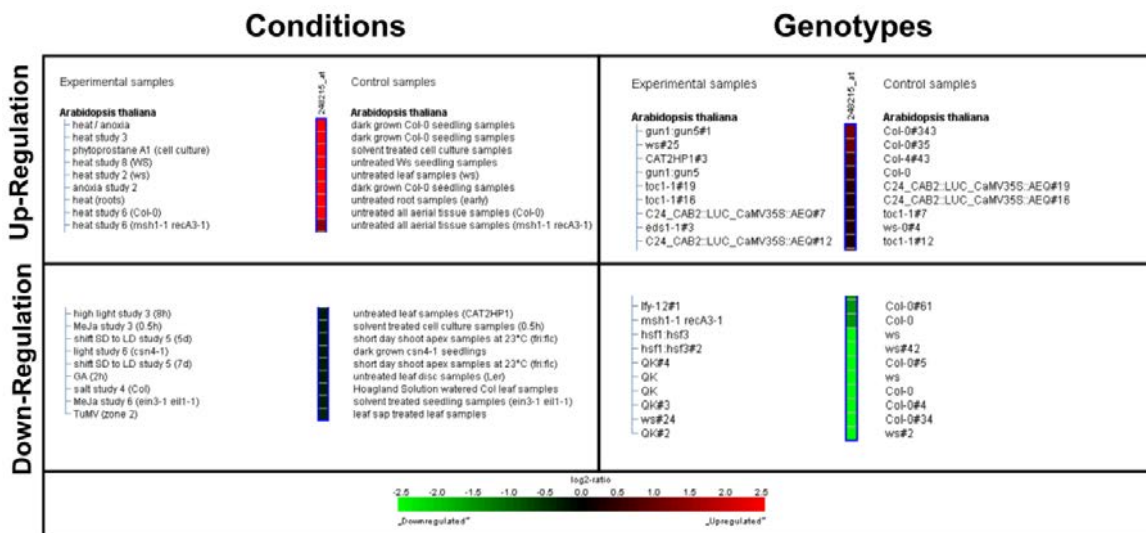 Conditions
Genotypes
Up-Regulation
Experimental samples
248215_at
Control samples
Arabidopsis thaliana
Arabidopsis thaliana
heat / anoxia
dark grown Col-0 seedling samples
heat study 3
dark grown Col-0 seedling samples
phytoprostane A1 (cell culture)
solvent treated cell culture samples
heat study 8 (WS)
untreated Ws seedling samples
heat study 2 (ws)
untreated leaf samples (ws)
anoxia study 2
dark grown Col-0 seedling samples
heat (roots)
untreated root samples (early)
heat study 6 (Col-0)
untreated all aerial tissue samples (Col-0)
heat study 6 (msh1-1 recA3-1)
untreated all aerial tissue samples (msh1-1 recA3-1)
Experimental samples
248215_at
Control samples
Arabidopsis thaliana
Arabidopsis thaliana
gun1:gun5#1
Col-0#343
ws#25
Col-0#35
CAT2HP1#3
Col-4#43
gun1:gun5
Col-0
toc1-1#19
C24_CAB2::LUC_CaMV35S::AEQ#19
toc1-1#16
C24_CAB2::LUC_CaMV35S::AEQ#16
C24_CAB2::LUC_CaMV35S::AEQ#7
toc1-1#7
eds1-1#3
ws-0#4
C24_CAB2::LUC_CaMV35S::AEQ#12
toc1-1#12
Down-Regulation
high light study 3 (8h)
untreated leaf samples (CAT2HP1)
MeJa study 3 (0.5h)
solvent treated cell culture samples (0.5h)
shift SD to LD study 5 (5d)
short day shoot apex samples at 23°C (fri:flc)
light study 6 (csn4-1)
dark grown csn4-1 seedlings
shift SD to LD study 5 (7d)
short day shoot apex samples at 23°C (fri:flc)
GA (2h)
untreated leaf disc samples (Ler)
salt study 4 (Col)
Hoagland Solution watered Col leaf samples
MeJa study 6 (ein3-1 eil1-1)
solvent treated seedling samples (ein3-1 eil1-1)
TuMV (zone 2)
leaf sap treated leaf samples
lfy-12#1
Col-0#61
msh1-1 recA3-1
Col-0
hsf1:hsf3
ws
hsf1:hsf3#2
ws#42
QK#4
Col-0#5
QK
ws
QK
Col-0
QK#3
Col-0#4
ws#24
Col-0#34
QK#2
ws#2
log2-ratio
-2.5 -2.0 -1.5 -1.0 -0.5 0.0 0.5 1.0 1.5 2.0 2.5
„Downregulated"
„Upregulated"